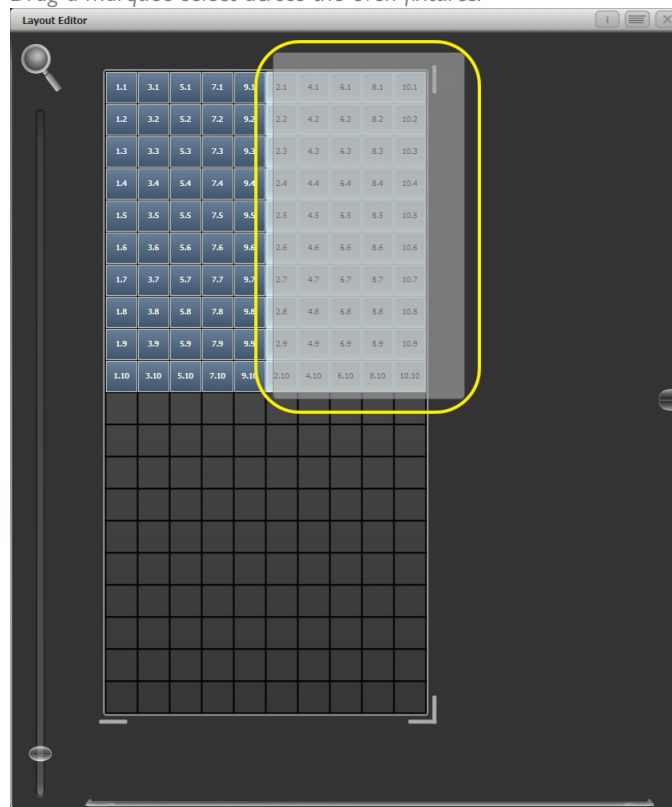 Drag a marquee select across the even fixtures.
Layout Editor
i
1.1 3.1 5.1 7.1 9.1 2.1 4.1 6.1 8.1 10.1
1.2 3.2 5.2 7.2 9.2 2.2 4.2 6.2 8.2 10.2
1.3 3.3 5.3 7.3 9.3 2.3 4.3 6.3 8.3 10.3
1.4 3.4 5.4 7.4 9.4 2.4 4.4 6.4 8.4 10.4
1.5 3.5 5.5 7.5 9.5 2.5 4.5 6.5 8.5 10.5
1.6 3.6 5.6 7.6 9.6 2.6 4.6 6.6 8.6 10.6
1.7 3.7 5.7 7.7 9.7 2.7 4.7 6.7 8.7 10.7
1.8 3.8 5.8 7.8 9.8 2.8 4.8 6.8 8.8 10.8
1.9 3.9 5.9 7.9 9.9 2.9 4.9 6.9 8.9 10.9
1.10 3.10 5.10 7.10 9.10 2.10 4.10 6.10 8.10 10.10